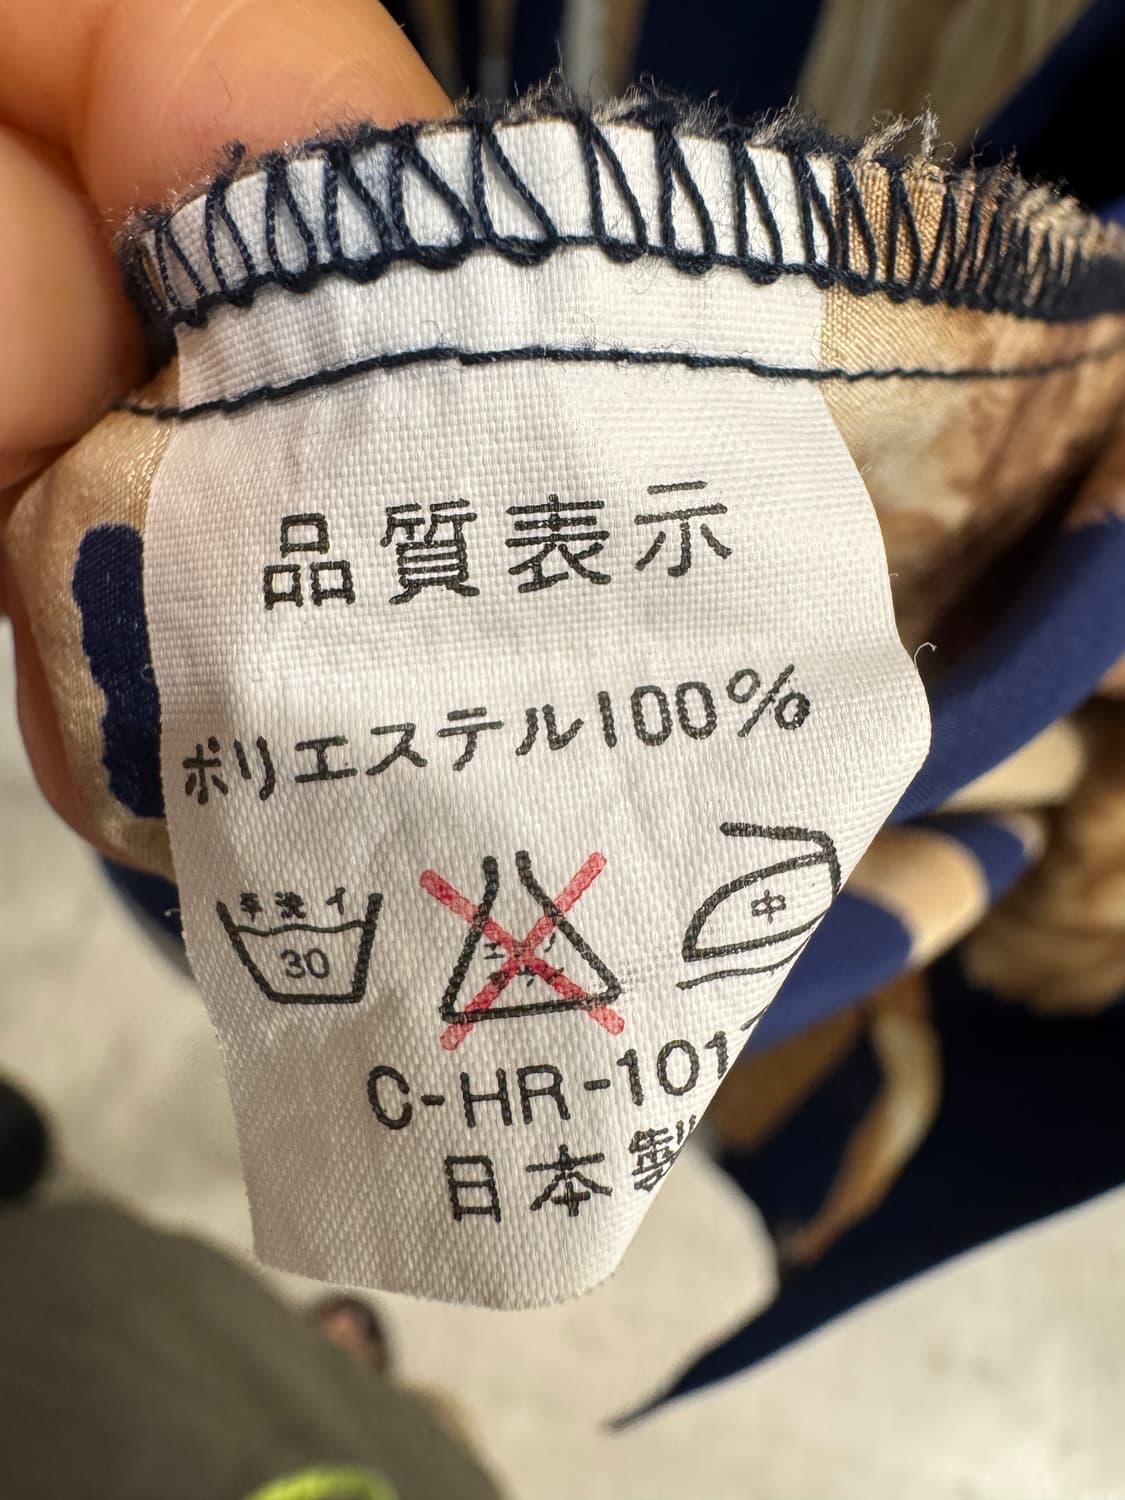 品質表示
ポリエステル100%
手洗イ
30
中
C-HR-101
日本製